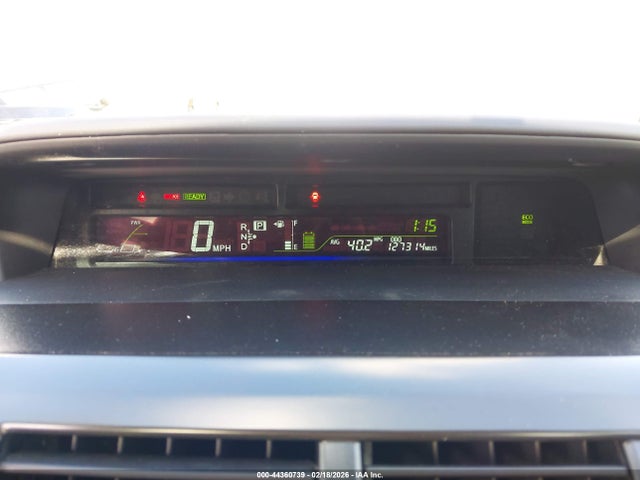 READY
ECO
PWR
0 MPH
R
N
D
P
F
1:15
AVG 40.2 MPG
ODO 127314 MILES
000-44360739 - 02/18/2026 - IAA Inc.